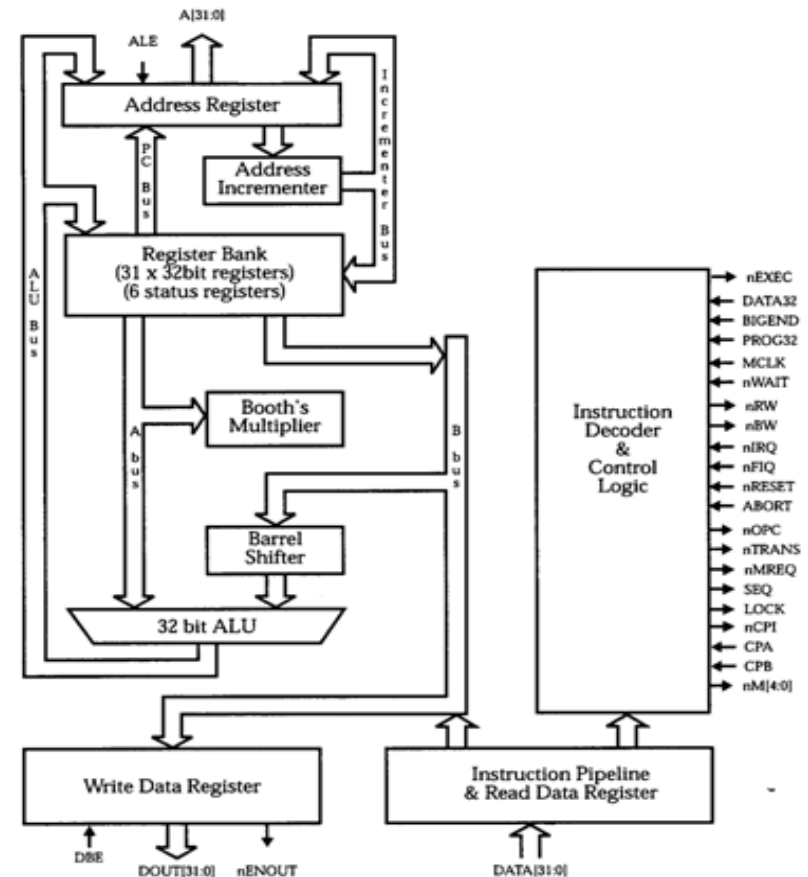 A[31:0]
ALE
Address Register
Incrementer Bus
PC Bus
Address
Incrementer
Register Bank
(31 x 32bit registers)
(6 status registers)
ALU Bus
A bus
Booth's
Multiplier
B bus
Barrel
Shifter
32 bit ALU
Instruction
Decoder
&
Control
Logic
nEXEC
DATA32
BIGEND
PROG32
MCLK
nWAIT
nRW
nBW
nIRQ
nFIQ
nRESET
ABORT
nOPC
nTRANS
nMREQ
SEQ
LOCK
nCPI
CPA
CPB
nM[4:0]
Write Data Register
Instruction Pipeline
& Read Data Register
DBE
DOUT[31:0]
nENOUT
DATA[31:0]